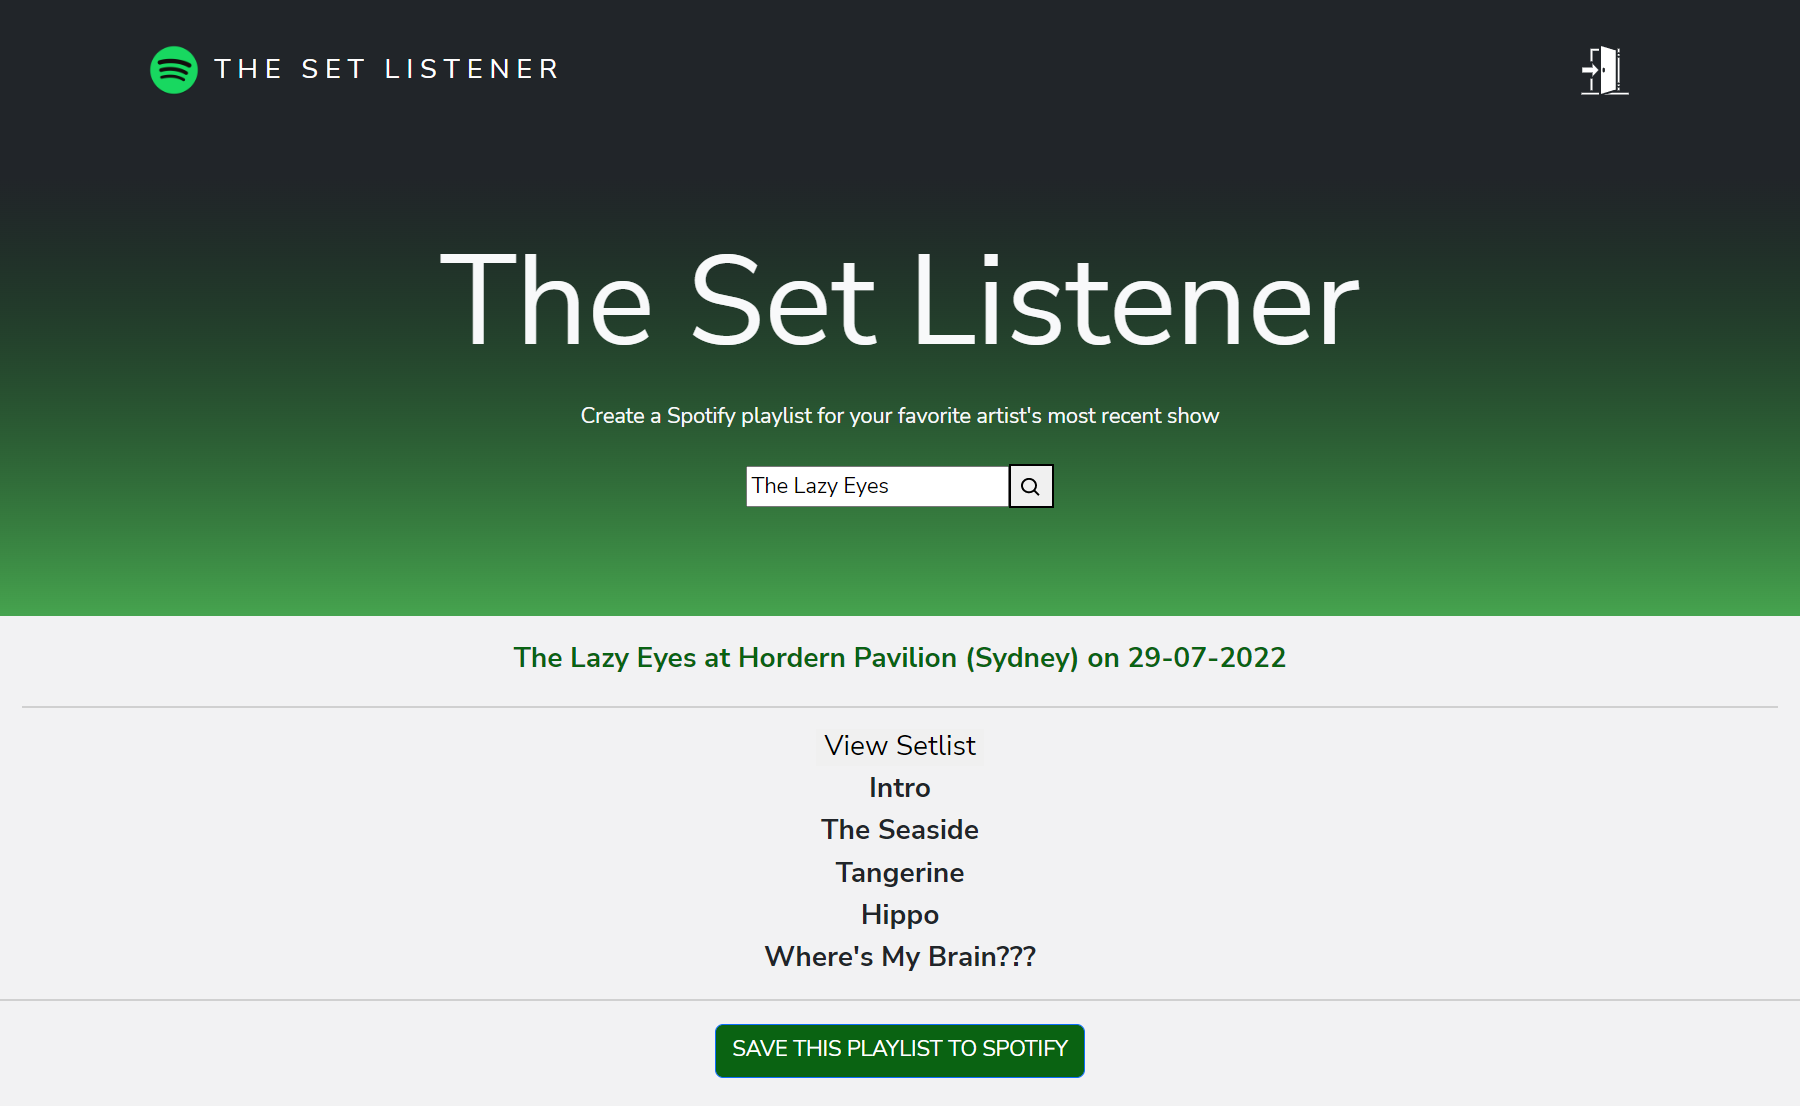 THE SET LISTENER
The Set Listener
Create a Spotify playlist for your favorite artist's most recent show
The Lazy Eyes
The Lazy Eyes at Hordern Pavilion (Sydney) on 29-07-2022
View Setlist
Intro
The Seaside
Tangerine
Hippo
Where's My Brain???
SAVE THIS PLAYLIST TO SPOTIFY